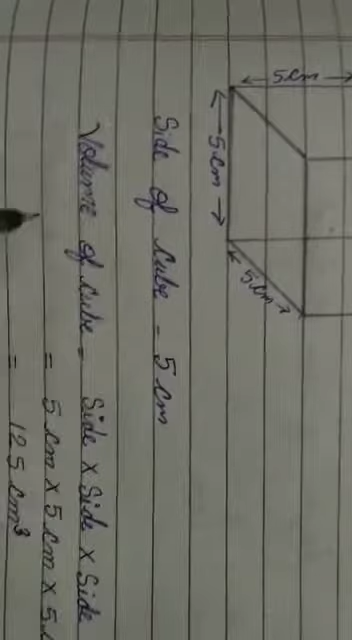 5cm
5cm
5cm
Side of Cube - 5 cm
Volume of Cube = Side x Side x Side
= 5 cm x 5 cm x 5
= 125 cm³